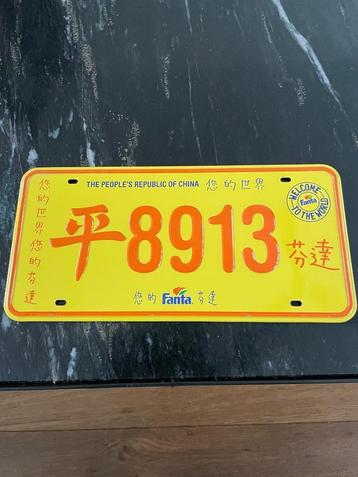 THE PEOPLE'S REPUBLIC OF CHINA 您的世界
WELCOME
Fanta
TO THE WORLD
您的世界您的芬達
平8913
芬達
您的 Fanta 芬達